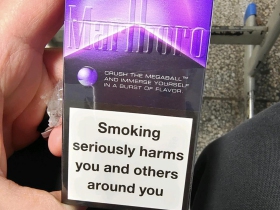 Marlboro
CRUSH THE MEGABALL™
AND IMMERSE YOURSELF
IN A BURST OF FLAVOR
Smoking
seriously harms
you and others
around you